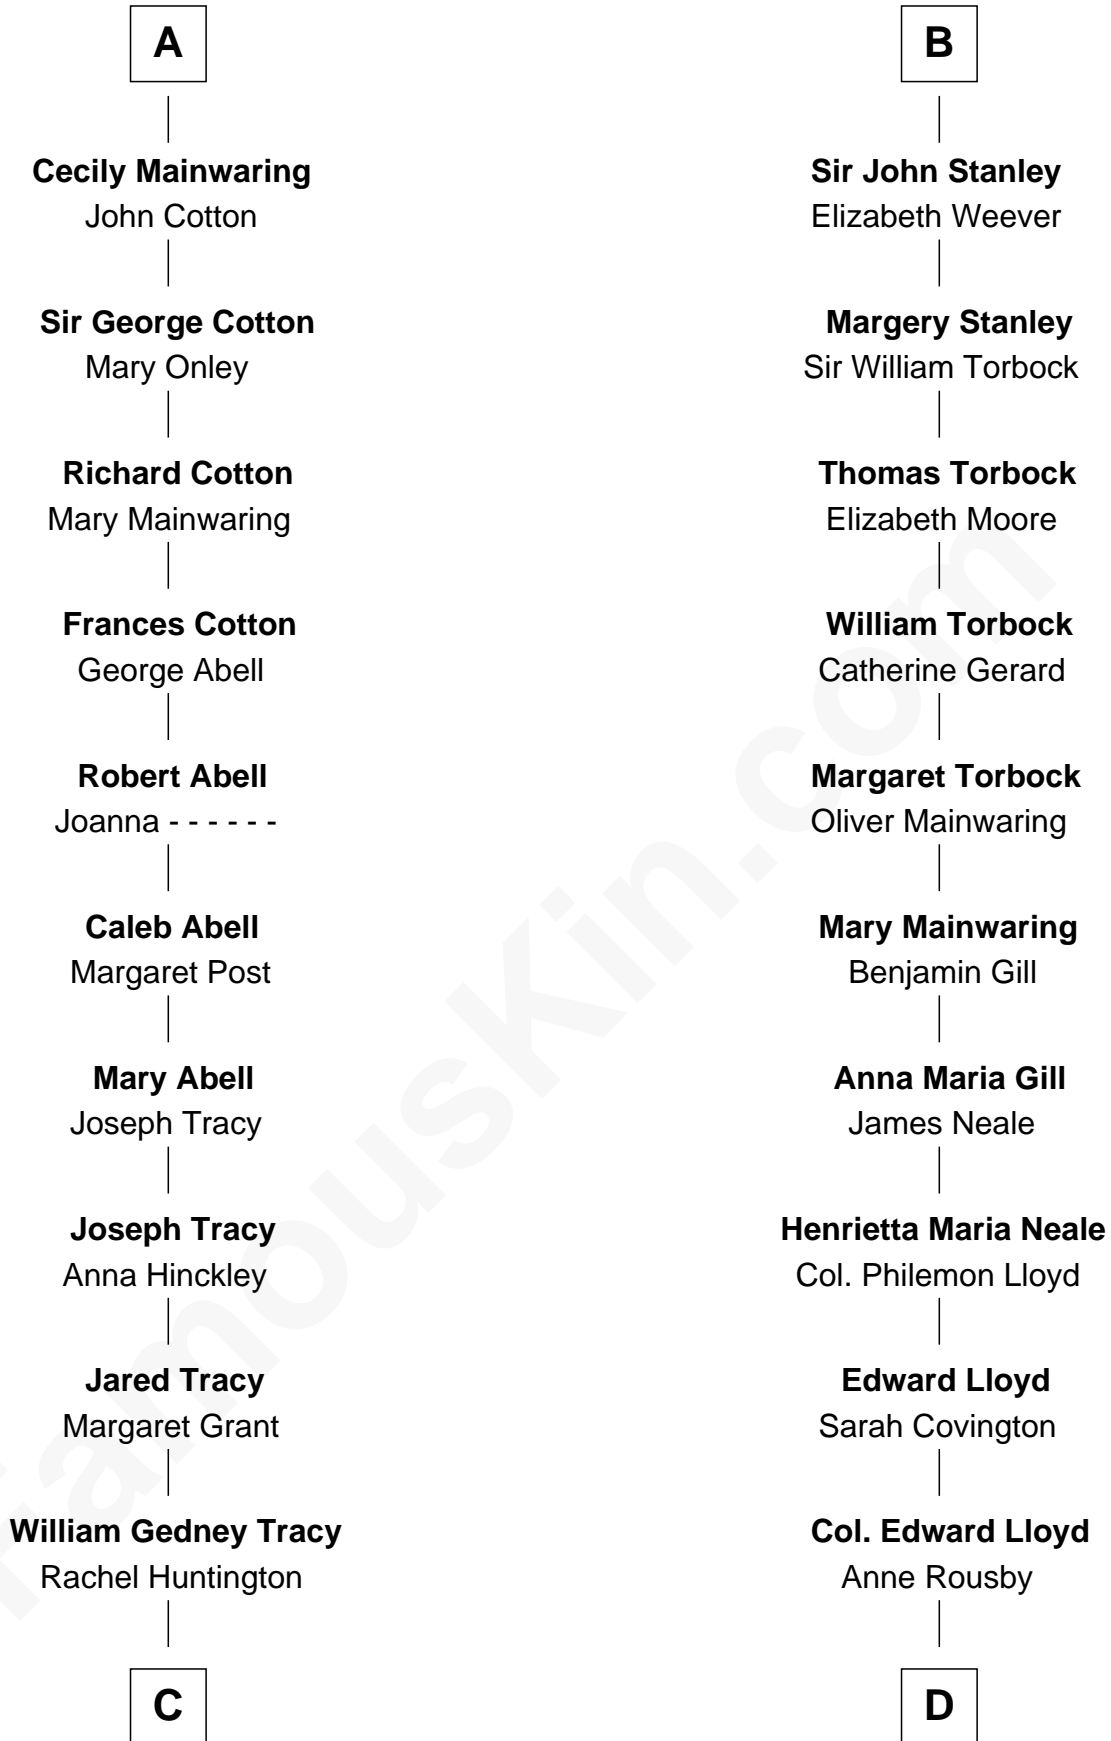 A
Cecily Mainwaring
John Cotton
Sir George Cotton
Mary Onley
Richard Cotton
Mary Mainwaring
Frances Cotton
George Abell
Robert Abell
Joanna - - - - - -
Caleb Abell
Margaret Post
Mary Abell
Joseph Tracy
Joseph Tracy
Anna Hinckley
Jared Tracy
Margaret Grant
William Gedney Tracy
Rachel Huntington
C
B
Sir John Stanley
Elizabeth Weever
Margery Stanley
Sir William Torbock
Thomas Torbock
Elizabeth Moore
William Torbock
Catherine Gerard
Margaret Torbock
Oliver Mainwaring
Mary Mainwaring
Benjamin Gill
Anna Maria Gill
James Neale
Henrietta Maria Neale
Col. Philemon Lloyd
Edward Lloyd
Sarah Covington
Col. Edward Lloyd
Anne Rousby
D
FamousKin.com